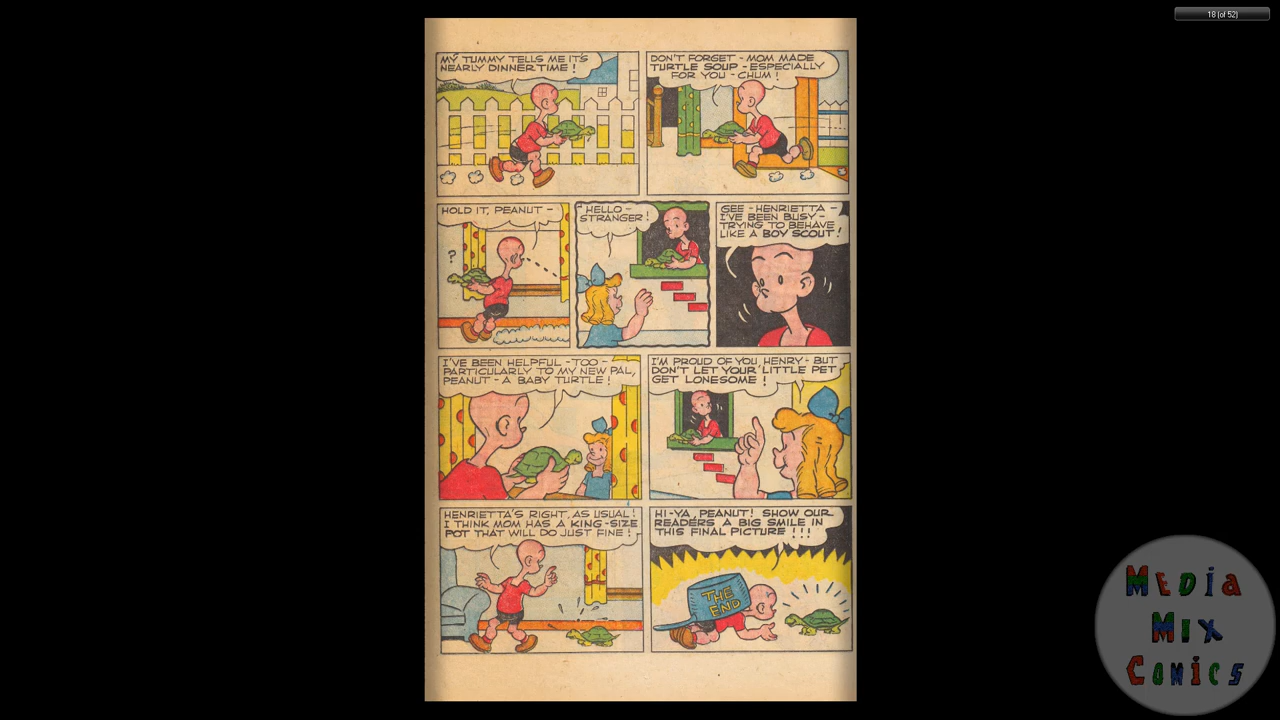 18 (of 52)
MY TUMMY TELLS ME IT'S
NEARLY DINNERTIME!
DON'T FORGET - MOM MADE
TURTLE SOUP - ESPECIALLY
FOR YOU - CHUM!
HOLD IT, PEANUT -
?
HELLO -
STRANGER!
GEE - HENRIETTA -
I'VE BEEN BUSY -
TRYING TO BEHAVE
LIKE A BOY SCOUT!
I'VE BEEN HELPFUL - TOO -
PARTICULARLY TO MY NEW PAL,
PEANUT - A BABY TURTLE!
I'M PROUD OF YOU, HENRY - BUT
DON'T LET YOUR LITTLE PET
GET LONESOME!
HENRIETTA'S RIGHT, AS USUAL!
I THINK MOM HAS A KING-SIZE
POT THAT WILL DO JUST FINE!
HI-YA, PEANUT! SHOW OUR
READERS A BIG SMILE IN
THIS FINAL PICTURE!!!
THE
END
MEDIA
MIX
COMICS